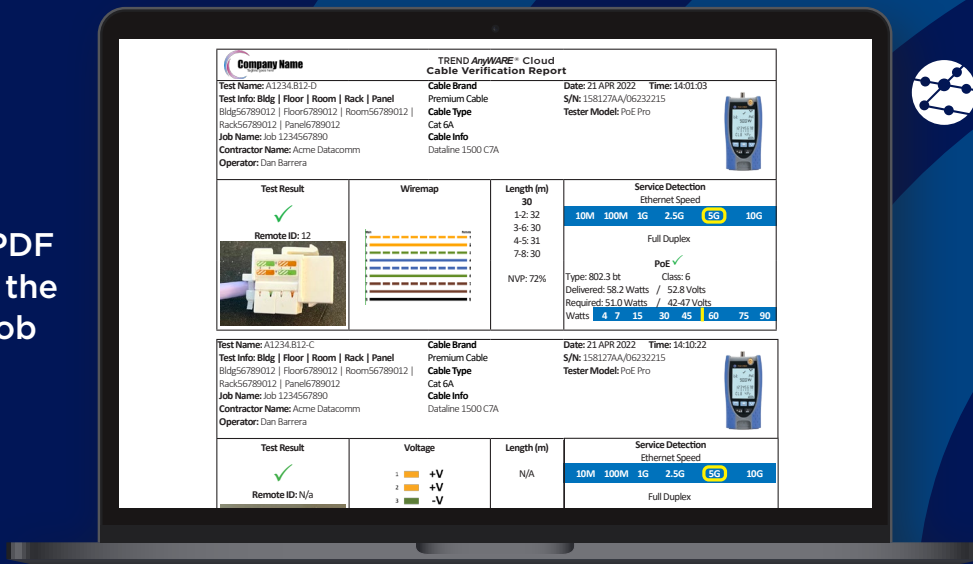 PDF
the
ob
Company Name
TREND AnyWARE® Cloud
Cable Verification Report
Test Name: A1234.B12-D
Test Info: Bldg | Floor | Room | Rack | Panel
Bldg56789012 | Floor6789012 | Room56789012 |
Rack56789012 | Panel6789012
Job Name: Job 1234567890
Contractor Name: Acme Datacomm
Operator: Dan Barrera
Cable Brand
Premium Cable
Cable Type
Cat 6A
Cable Info
Dataline 1500 C7A
Date: 21 APR 2022 Time: 14:01:03
S/N: 158127AA/06232215
Tester Model: PoE Pro
Test Result
Remote ID: 12
Wiremap
Length (m)
30
1-2: 32
3-6: 30
4-5: 31
7-8: 30
NVP: 72%
Service Detection
Ethernet Speed
10M 100M 1G 2.5G 5G 10G
Full Duplex
PoE ✓
Type: 802.3 bt Class: 6
Delivered: 58.2 Watts / 52.8 Volts
Required: 51.0 Watts / 42-47 Volts
Watts 4 7 15 30 45 60 75 90
Test Name: A1234.B12-C
Test Info: Bldg | Floor | Room | Rack | Panel
Bldg56789012 | Floor6789012 | Room56789012 |
Rack56789012 | Panel6789012
Job Name: Job 1234567890
Contractor Name: Acme Datacomm
Operator: Dan Barrera
Cable Brand
Premium Cable
Cable Type
Cat 6A
Cable Info
Dataline 1500 C7A
Date: 21 APR 2022 Time: 14:10:22
S/N: 158127AA/06232215
Tester Model: PoE Pro
Test Result
Remote ID: N/a
Voltage
1 +V
2 +V
3 -V
Length (m)
N/A
Service Detection
Ethernet Speed
10M 100M 1G 2.5G 5G 10G
Full Duplex